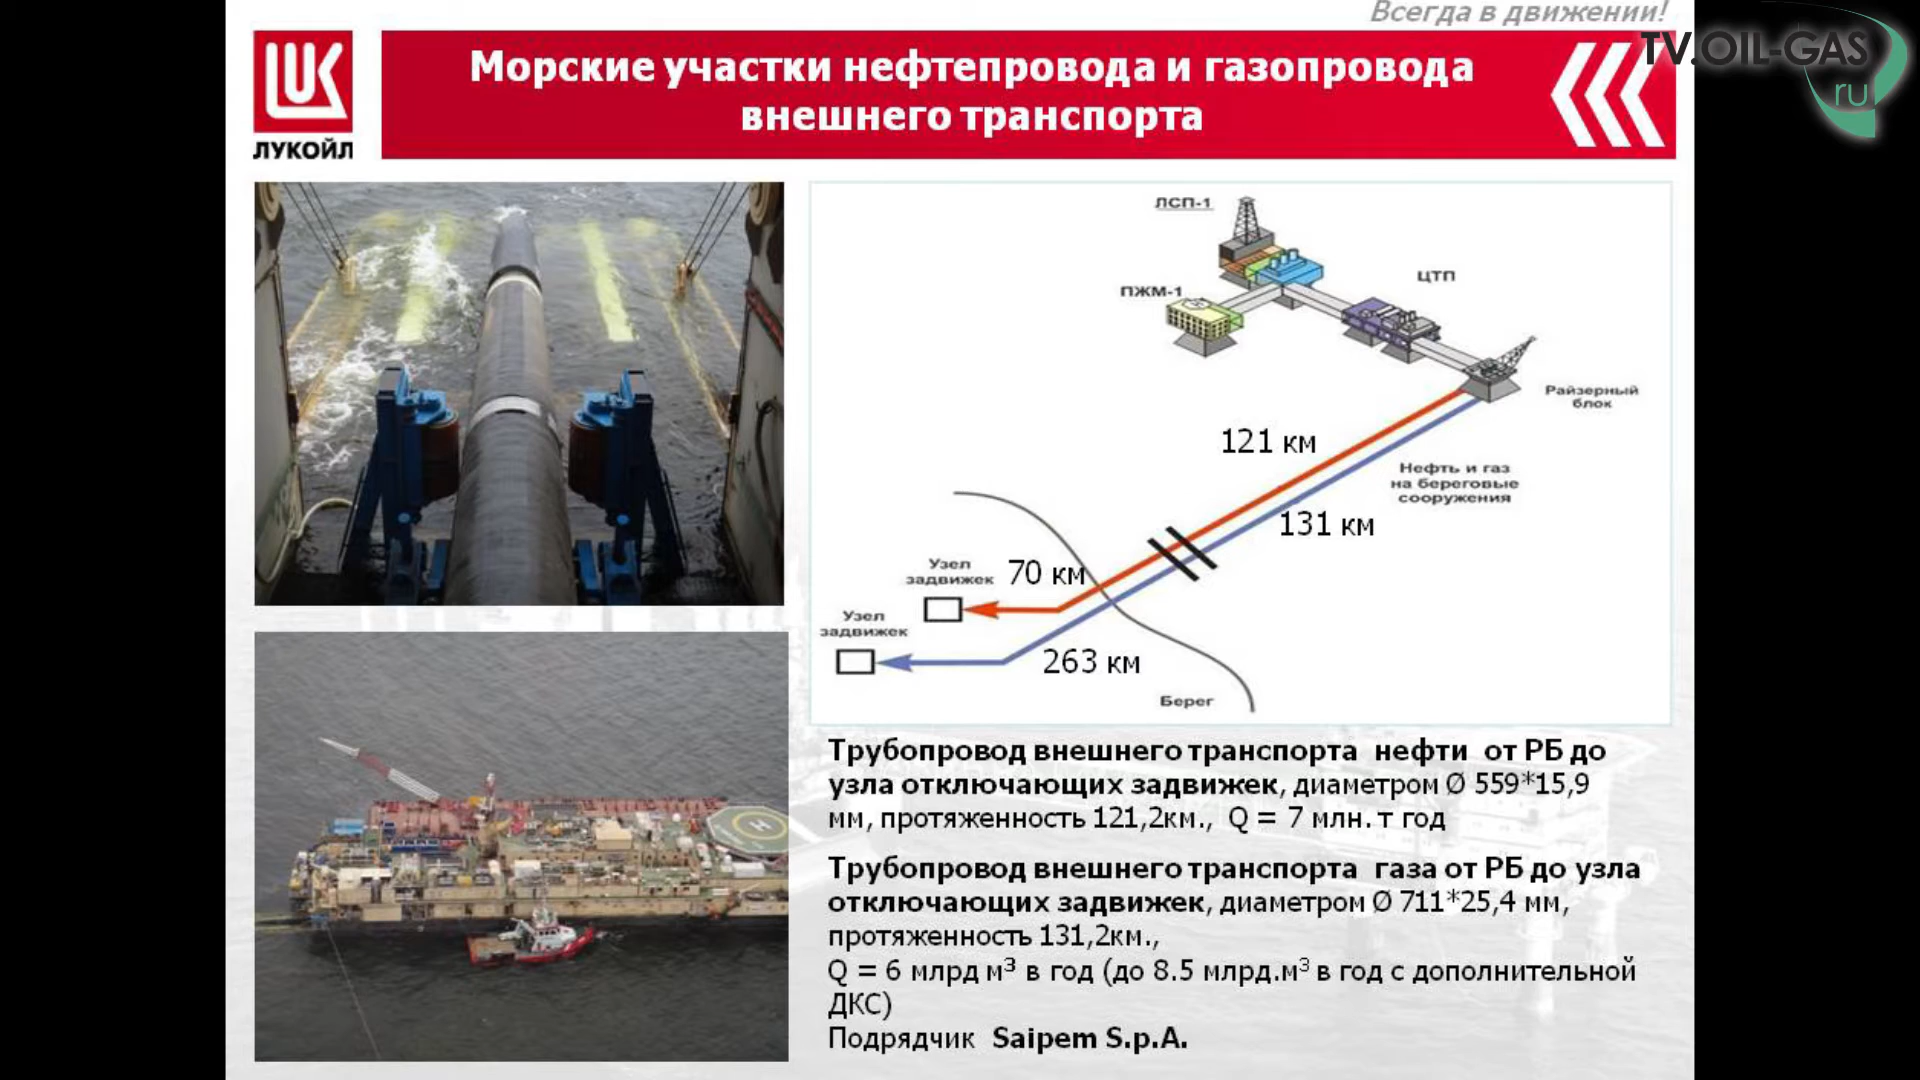 Всегда в движении!
TV.OIL-GAS
ru
ЛУКОЙЛ
Морские участки нефтепровода и газопровода
внешнего транспорта
ЛСП-1
ЦТП
ПЖМ-1
Райзерный
блок
121 км
Нефть и газ
на береговые
сооружения
131 км
Узел
задвижек
70 км
Узел
задвижек
263 км
Берег
Трубопровод внешнего транспорта нефти от РБ до
узла отключающих задвижек, диаметром Ø 559*15,9
мм, протяженность 121,2км., Q = 7 млн. т год
Трубопровод внешнего транспорта газа от РБ до узла
отключающих задвижек, диаметром Ø 711*25,4 мм,
протяженность 131,2км.,
Q = 6 млрд м³ в год (до 8.5 млрд.м³ в год с дополнительной
ДКС)
Подрядчик Saipem S.p.A.